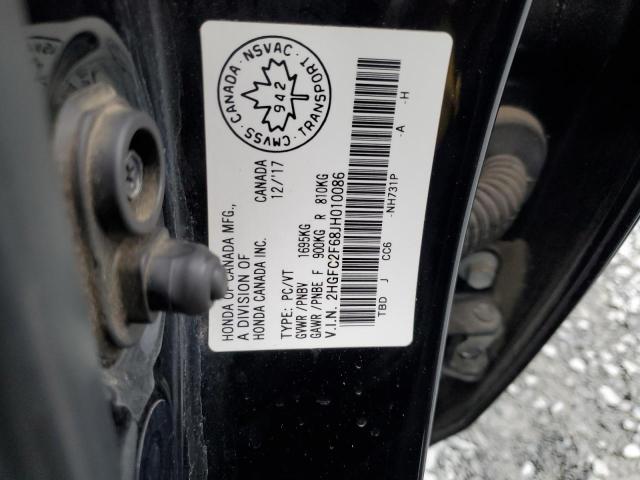 CMVSS · CANADA · NSVAC · TRANSPORT ·
942
HONDA OF CANADA MFG., CANADA
A DIVISION OF 12/'17
HONDA CANADA INC.
TYPE: PC/VT
GVWR/PNBV 1695KG
GAWR/PNBE F 900KG R 810KG
V.I.N. 2HGFC2F68JH010086
-NH731P -A -H
TBD J CC6